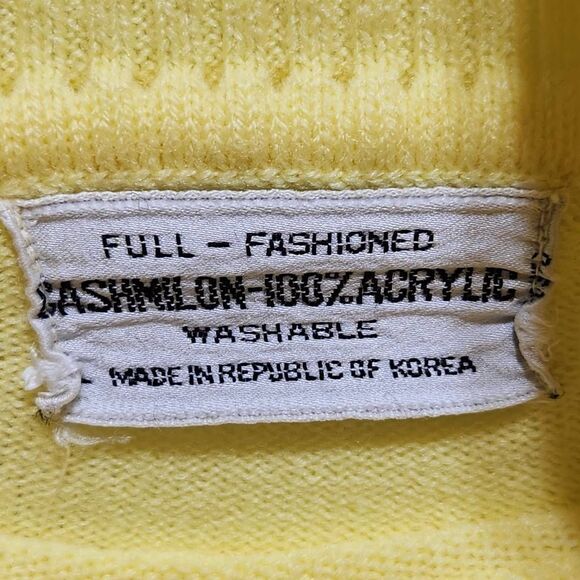 FULL - FASHIONED
CASHMILON-100% ACRYLIC
WASHABLE
MADE IN REPUBLIC OF KOREA